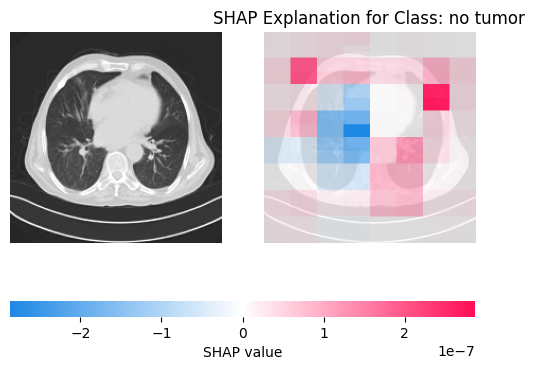 SHAP Explanation for Class: no tumor
−2 −1 0 1 2
1e−7
SHAP value